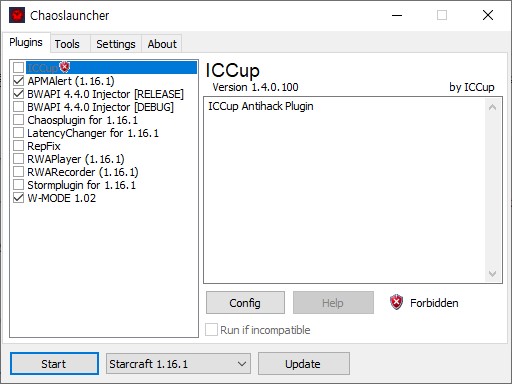 Chaoslauncher
Plugins Tools Settings About
ICCup
APMAlert (1.16.1)
BWAPI 4.4.0 Injector [RELEASE]
BWAPI 4.4.0 Injector [DEBUG]
Chaosplugin for 1.16.1
LatencyChanger for 1.16.1
RepFix
RWAPlayer (1.16.1)
RWARecorder (1.16.1)
Stormplugin for 1.16.1
W-MODE 1.02
ICCup
Version 1.4.0.100 by ICCup
ICCup Antihack Plugin
Config Help Forbidden
Run if incompatible
Start Starcraft 1.16.1 Update